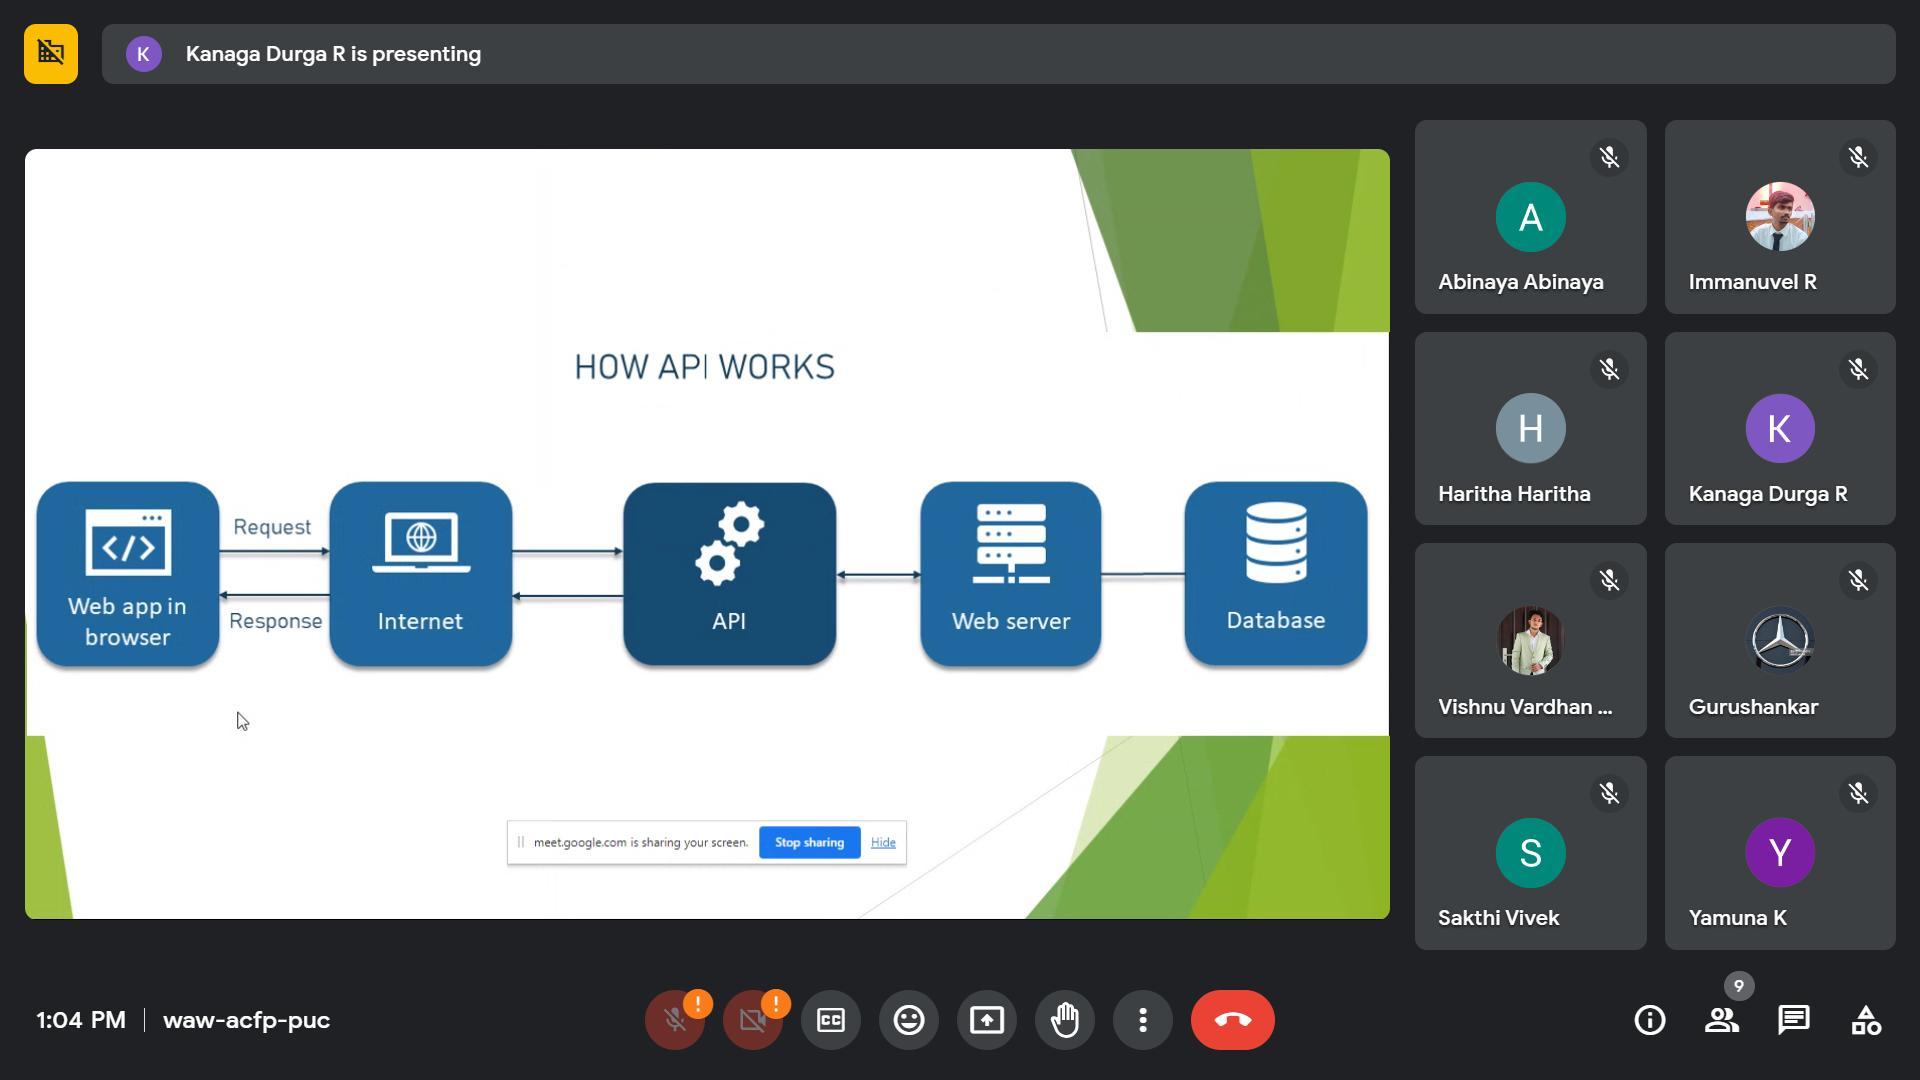 K
Kanaga Durga R is presenting
HOW API WORKS
Request
Response
Web app in
browser
Internet
API
Web server
Database
meet.google.com is sharing your screen.
Stop sharing
Hide
A
Abinaya Abinaya
Immanuvel R
H
Haritha Haritha
K
Kanaga Durga R
Vishnu Vardhan ...
Gurushankar
S
Sakthi Vivek
Y
Yamuna K
1:04 PM
waw-acfp-puc
!
!
CC
9